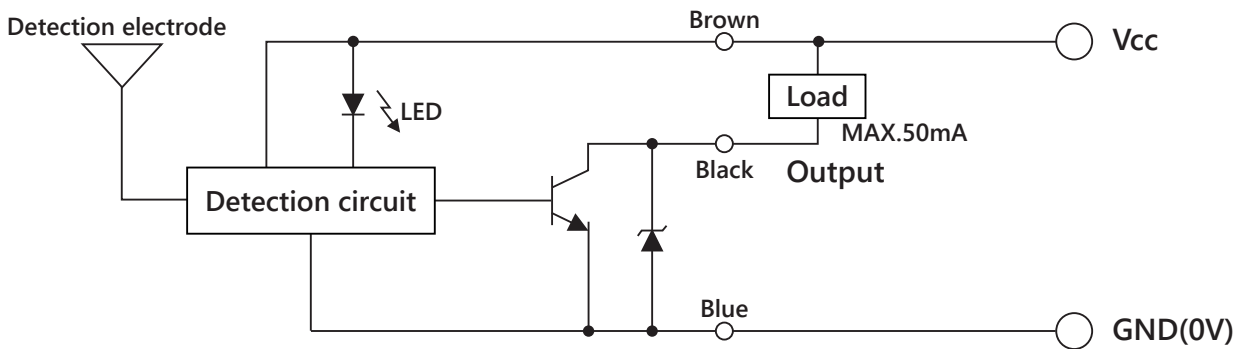 Detection electrode
Brown
Vcc
LED
Load
MAX.50mA
Black
Output
Detection circuit
Blue
GND(0V)